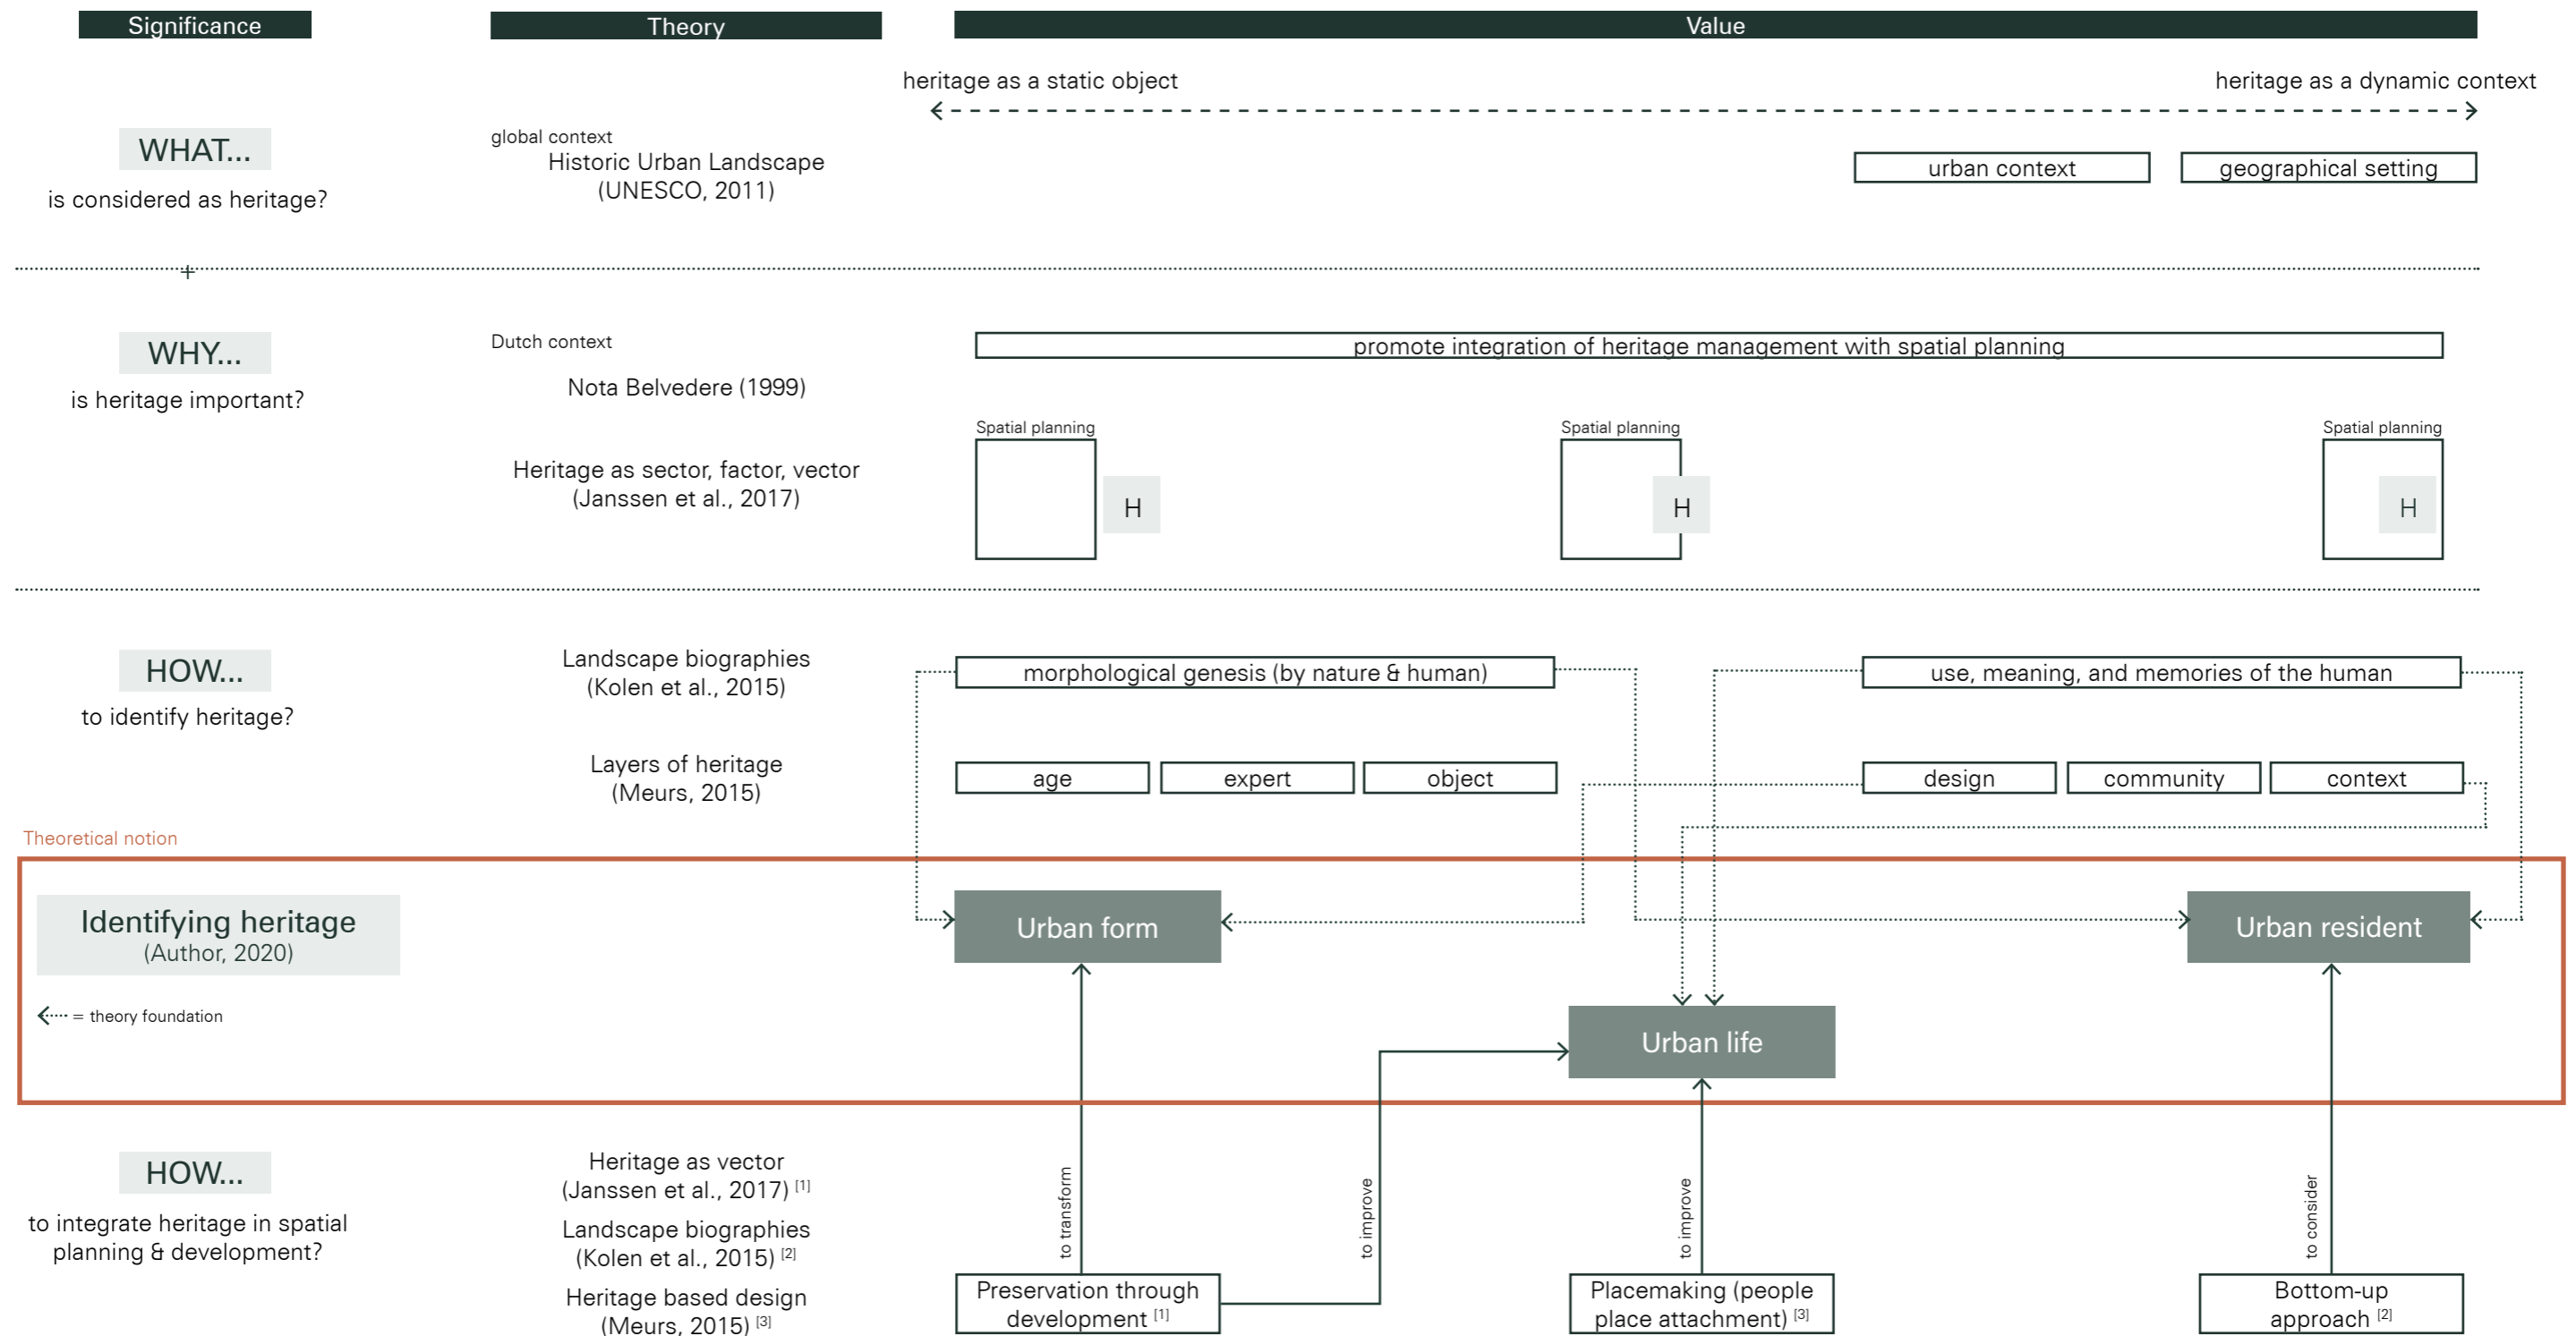 Significance
Theory
Value
heritage as a static object
heritage as a dynamic context
WHAT...
is considered as heritage?
global context
Historic Urban Landscape
(UNESCO, 2011)
urban context
geographical setting
+
WHY...
is heritage important?
Dutch context
Nota Belvedere (1999)
promote integration of heritage management with spatial planning
Heritage as sector, factor, vector
(Janssen et al., 2017)
Spatial planning
H
Spatial planning
H
Spatial planning
H
HOW...
to identify heritage?
Landscape biographies
(Kolen et al., 2015)
morphological genesis (by nature & human)
use, meaning, and memories of the human
Layers of heritage
(Meurs, 2015)
age
expert
object
design
community
context
Theoretical notion
Identifying heritage
(Author, 2020)
= theory foundation
Urban form
Urban resident
Urban life
HOW...
to integrate heritage in spatial
planning & development?
Heritage as vector
(Janssen et al., 2017) [1]
Landscape biographies
(Kolen et al., 2015) [2]
Heritage based design
(Meurs, 2015) [3]
to transform
to improve
to improve
to consider
Preservation through
development [1]
Placemaking (people
place attachment) [3]
Bottom-up
approach [2]